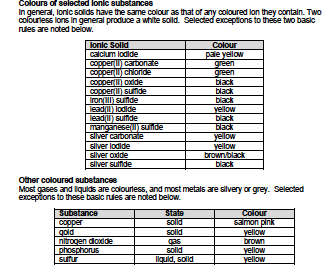 Colours of selected ionic substances
In general, ionic solids have the same colour as that of any coloured ion they contain. Two
colourless ions in general produce a white solid. Selected exceptions to these two basic
rules are noted below.
Ionic Solid Colour
calcium iodide pale yellow
copper(II) carbonate green
copper(II) chloride green
copper(II) oxide black
copper(II) sulfide black
iron(III) sulfide black
lead(II) iodide yellow
lead(II) sulfide black
manganese(II) sulfide black
silver carbonate yellow
silver iodide yellow
silver oxide brown/black
silver sulfide black
Other coloured substances
Most gases and liquids are colourless, and most metals are silvery or grey. Selected
exceptions to these basic rules are noted below.
Substance State Colour
copper solid salmon pink
gold solid yellow
nitrogen dioxide gas brown
phosphorus solid yellow
sulfur liquid, solid yellow